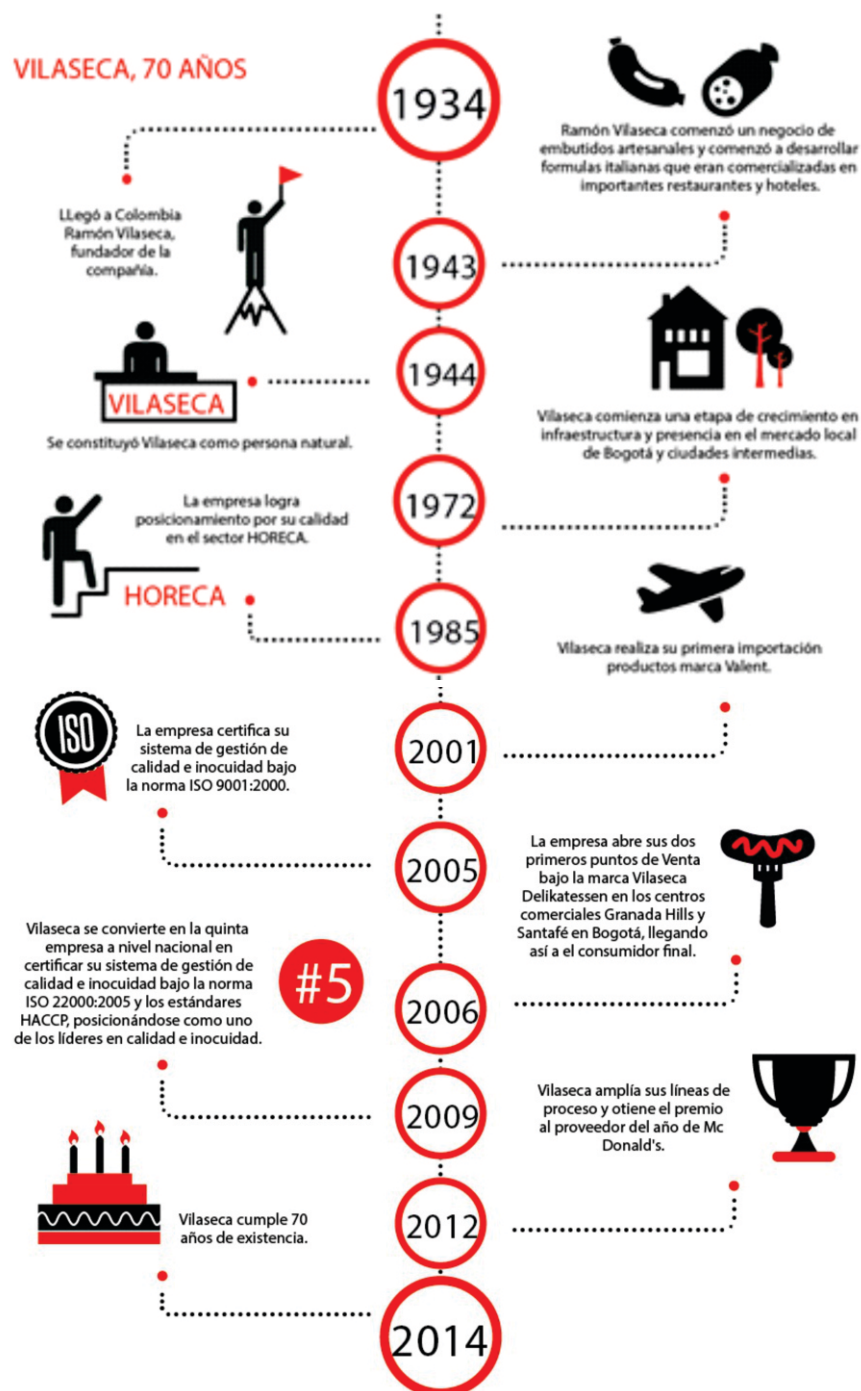 VILASECA, 70 AÑOS
1934
LLegó a Colombia
Ramón Vilaseca,
fundador de la
compañía.
Ramón Vilaseca comenzó un negocio de
embutidos artesanales y comenzó a desarrollar
formulas italianas que eran comercializadas en
importantes restaurantes y hoteles.
1943
VILASECA
Se constituyó Vilaseca como persona natural.
1944
Vilaseca comienza una etapa de crecimiento en
infraestructura y presencia en el mercado local
de Bogotá y ciudades intermedias.
1972
La empresa logra
posicionamiento por su calidad
en el sector HORECA.
HORECA
1985
Vilaseca realiza su primera importación
productos marca Valent.
2001
ISO
La empresa certifica su
sistema de gestión de
calidad e inocuidad bajo
la norma ISO 9001:2000.
2005
La empresa abre sus dos
primeros puntos de Venta
bajo la marca Vilaseca
Delikatessen en los centros
comerciales Granada Hills y
Santafé en Bogotá, llegando
así a el consumidor final.
2006
Vilaseca se convierte en la quinta
empresa a nivel nacional en
certificar su sistema de gestión de
calidad e inocuidad bajo la norma
ISO 22000:2005 y los estándares
HACCP, posicionándose como uno
de los líderes en calidad e inocuidad.
#5
2009
Vilaseca amplía sus líneas de
proceso y otiene el premio
al proveedor del año de Mc
Donald's.
2012
Vilaseca cumple 70
años de existencia.
2014